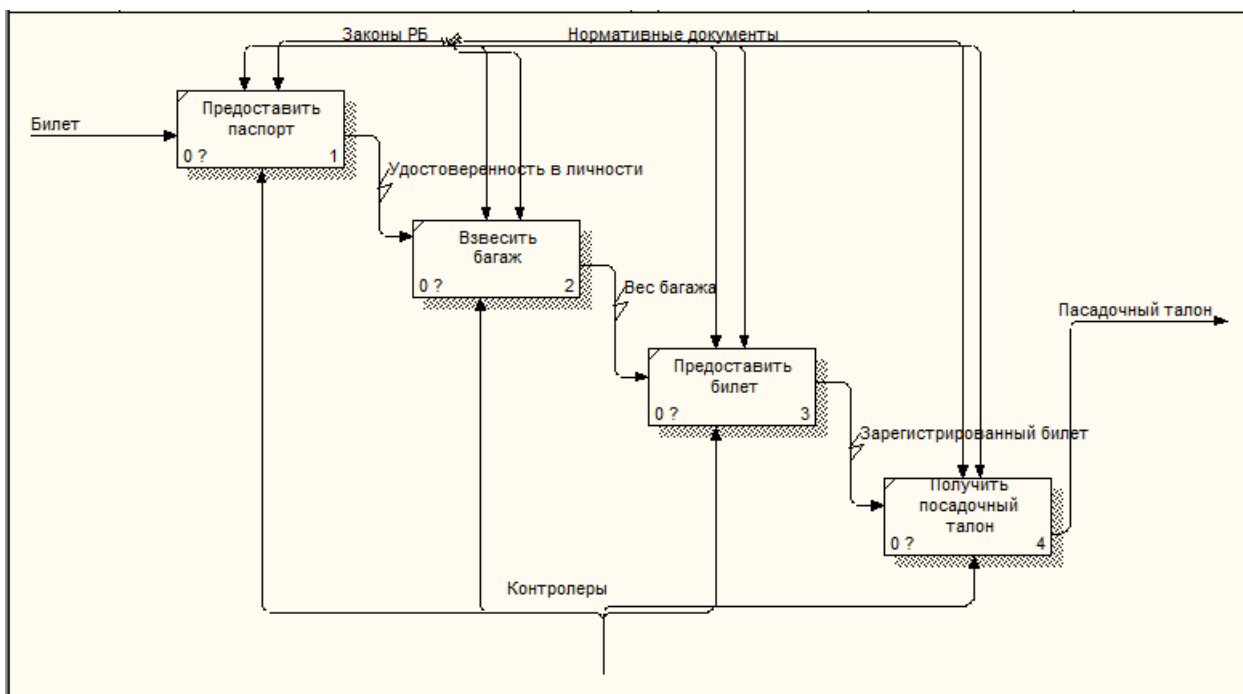 Законы РБ
Нормативные документы
Билет
Предоставить
паспорт
0 ?
1
Удостоверенность в личности
Взвесить
багаж
0 ?
2
Вес багажа
Пасадочный талон
Предоставить
билет
0 ?
3
Зарегистрированный билет
Получить
посадочный
талон
0 ?
4
Контролеры